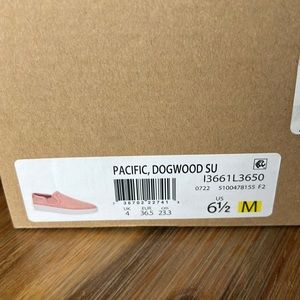 PACIFIC, DOGWOOD SU
I3661L3650
0722 5100478155 F2
UK EUR cm
4 36.5 23.3
US
6½ M